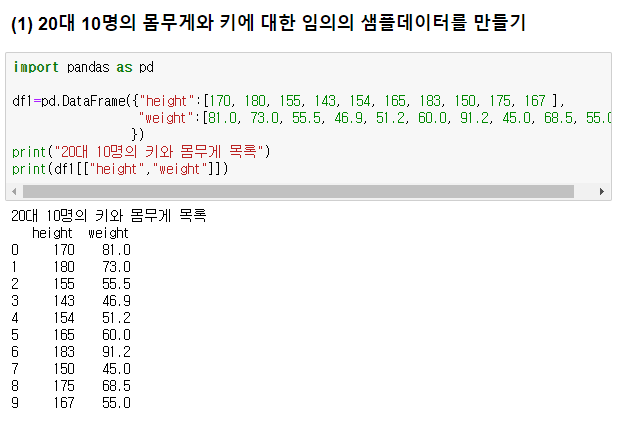 (1) 20대 10명의 몸무게와 키에 대한 임의의 샘플데이터를 만들기
import pandas as pd
df1=pd.DataFrame({"height":[170, 180, 155, 143, 154, 165, 183, 150, 175, 167 ],
"weight":[81.0, 73.0, 55.5, 46.9, 51.2, 60.0, 91.2, 45.0, 68.5, 55.0
})
print("20대 10명의 키와 몸무게 목록")
print(df1[["height","weight"]])
20대 10명의 키와 몸무게 목록
height weight
0 170 81.0
1 180 73.0
2 155 55.5
3 143 46.9
4 154 51.2
5 165 60.0
6 183 91.2
7 150 45.0
8 175 68.5
9 167 55.0